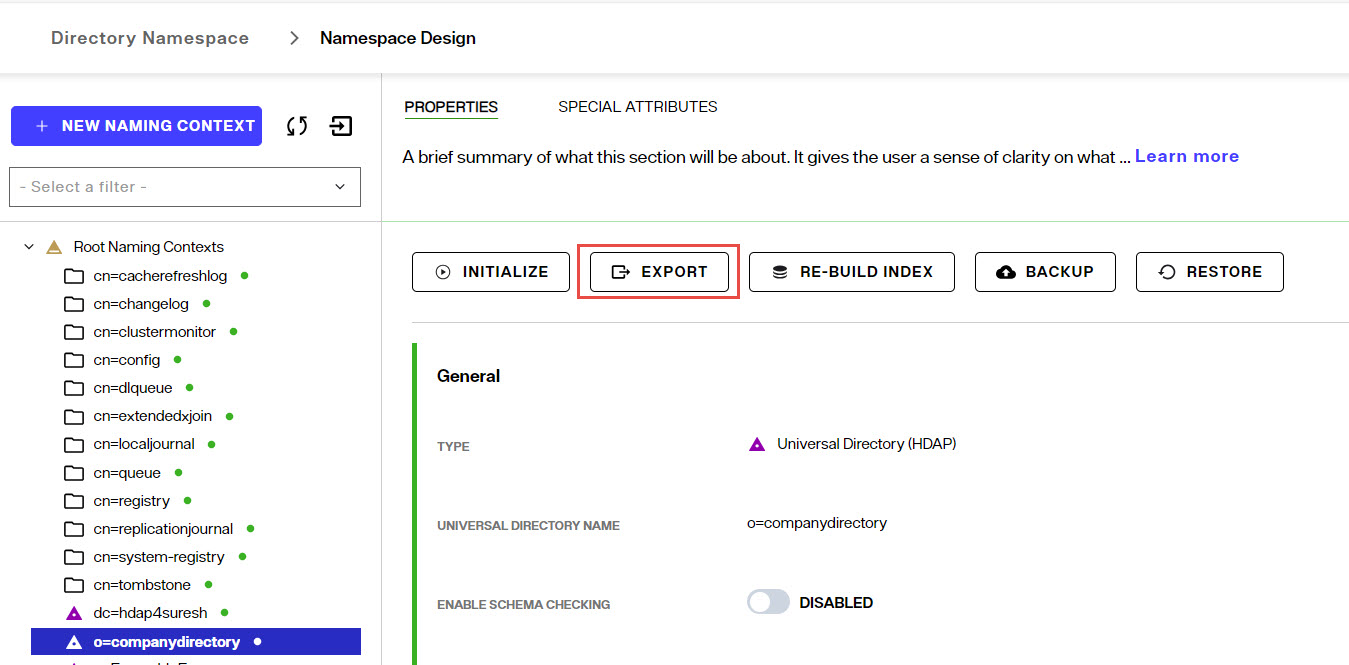 Directory Namespace > Namespace Design
+ NEW NAMING CONTEXT
- Select a filter -
Root Naming Contexts
cn=cacherefreshlog
cn=changelog
cn=clustermonitor
cn=config
cn=dlqueue
cn=extendedxjoin
cn=localjournal
cn=queue
cn=registry
cn=replicationjournal
cn=system-registry
cn=tombstone
dc=hdap4suresh
o=companydirectory
PROPERTIES SPECIAL ATTRIBUTES
A brief summary of what this section will be about. It gives the user a sense of clarity on what ... Learn more
INITIALIZE EXPORT RE-BUILD INDEX BACKUP RESTORE
General
TYPE Universal Directory (HDAP)
UNIVERSAL DIRECTORY NAME o=companydirectory
ENABLE SCHEMA CHECKING DISABLED